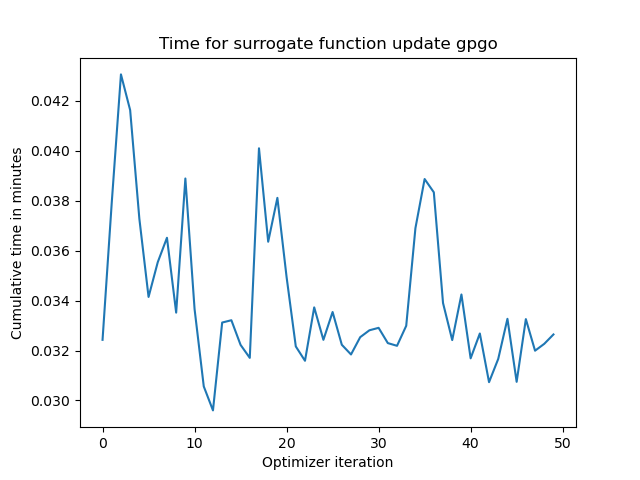 Time for surrogate function update gpgo
Cumulative time in minutes
0.042
0.040
0.038
0.036
0.034
0.032
0.030
0 10 20 30 40 50
Optimizer iteration